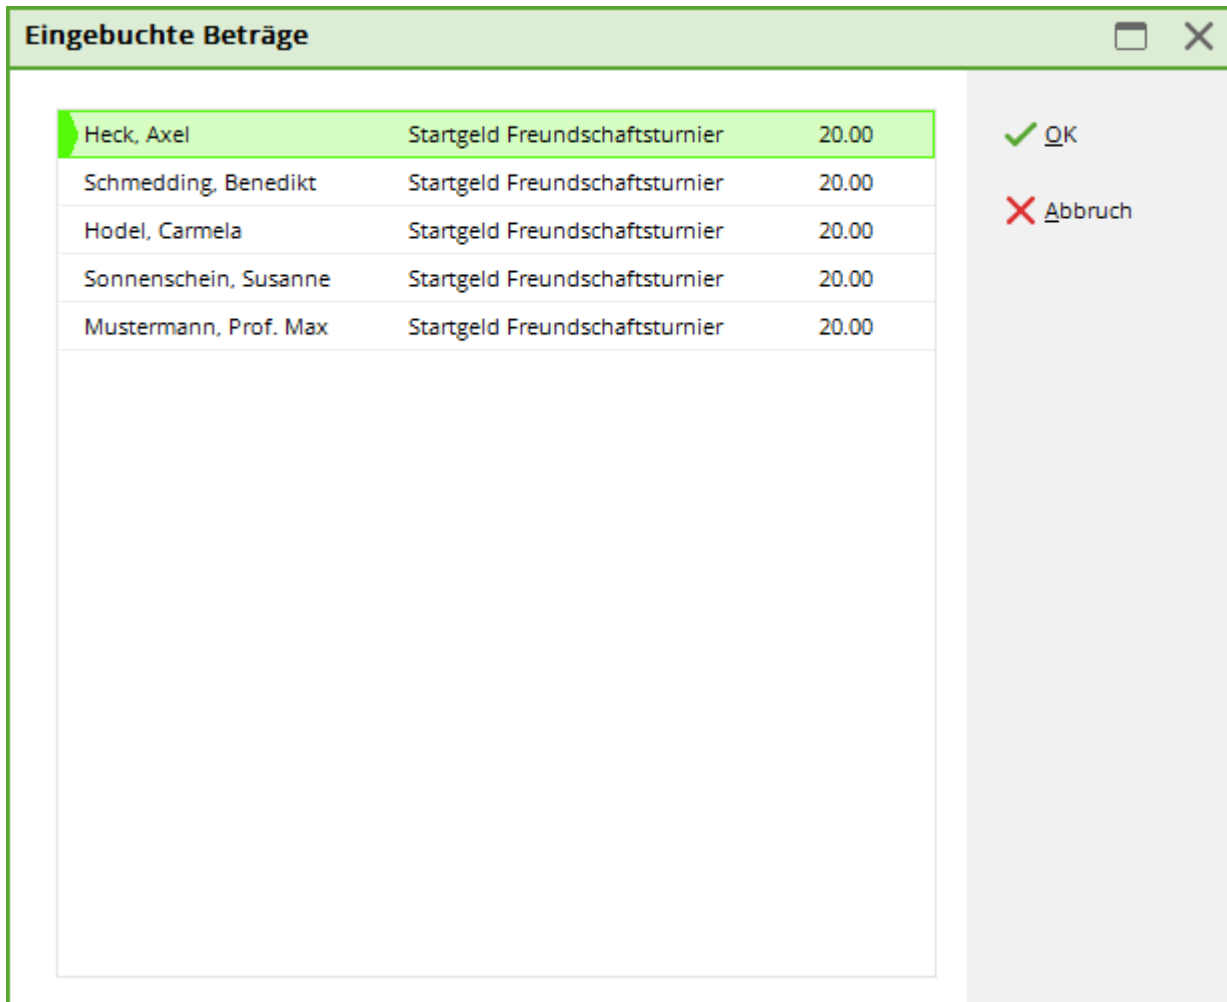 Eingebuchte Beträge
Heck, Axel Startgeld Freundschaftsturnier 20.00
Schmedding, Benedikt Startgeld Freundschaftsturnier 20.00
Hodel, Carmela Startgeld Freundschaftsturnier 20.00
Sonnenschein, Susanne Startgeld Freundschaftsturnier 20.00
Mustermann, Prof. Max Startgeld Freundschaftsturnier 20.00
OK
Abbruch